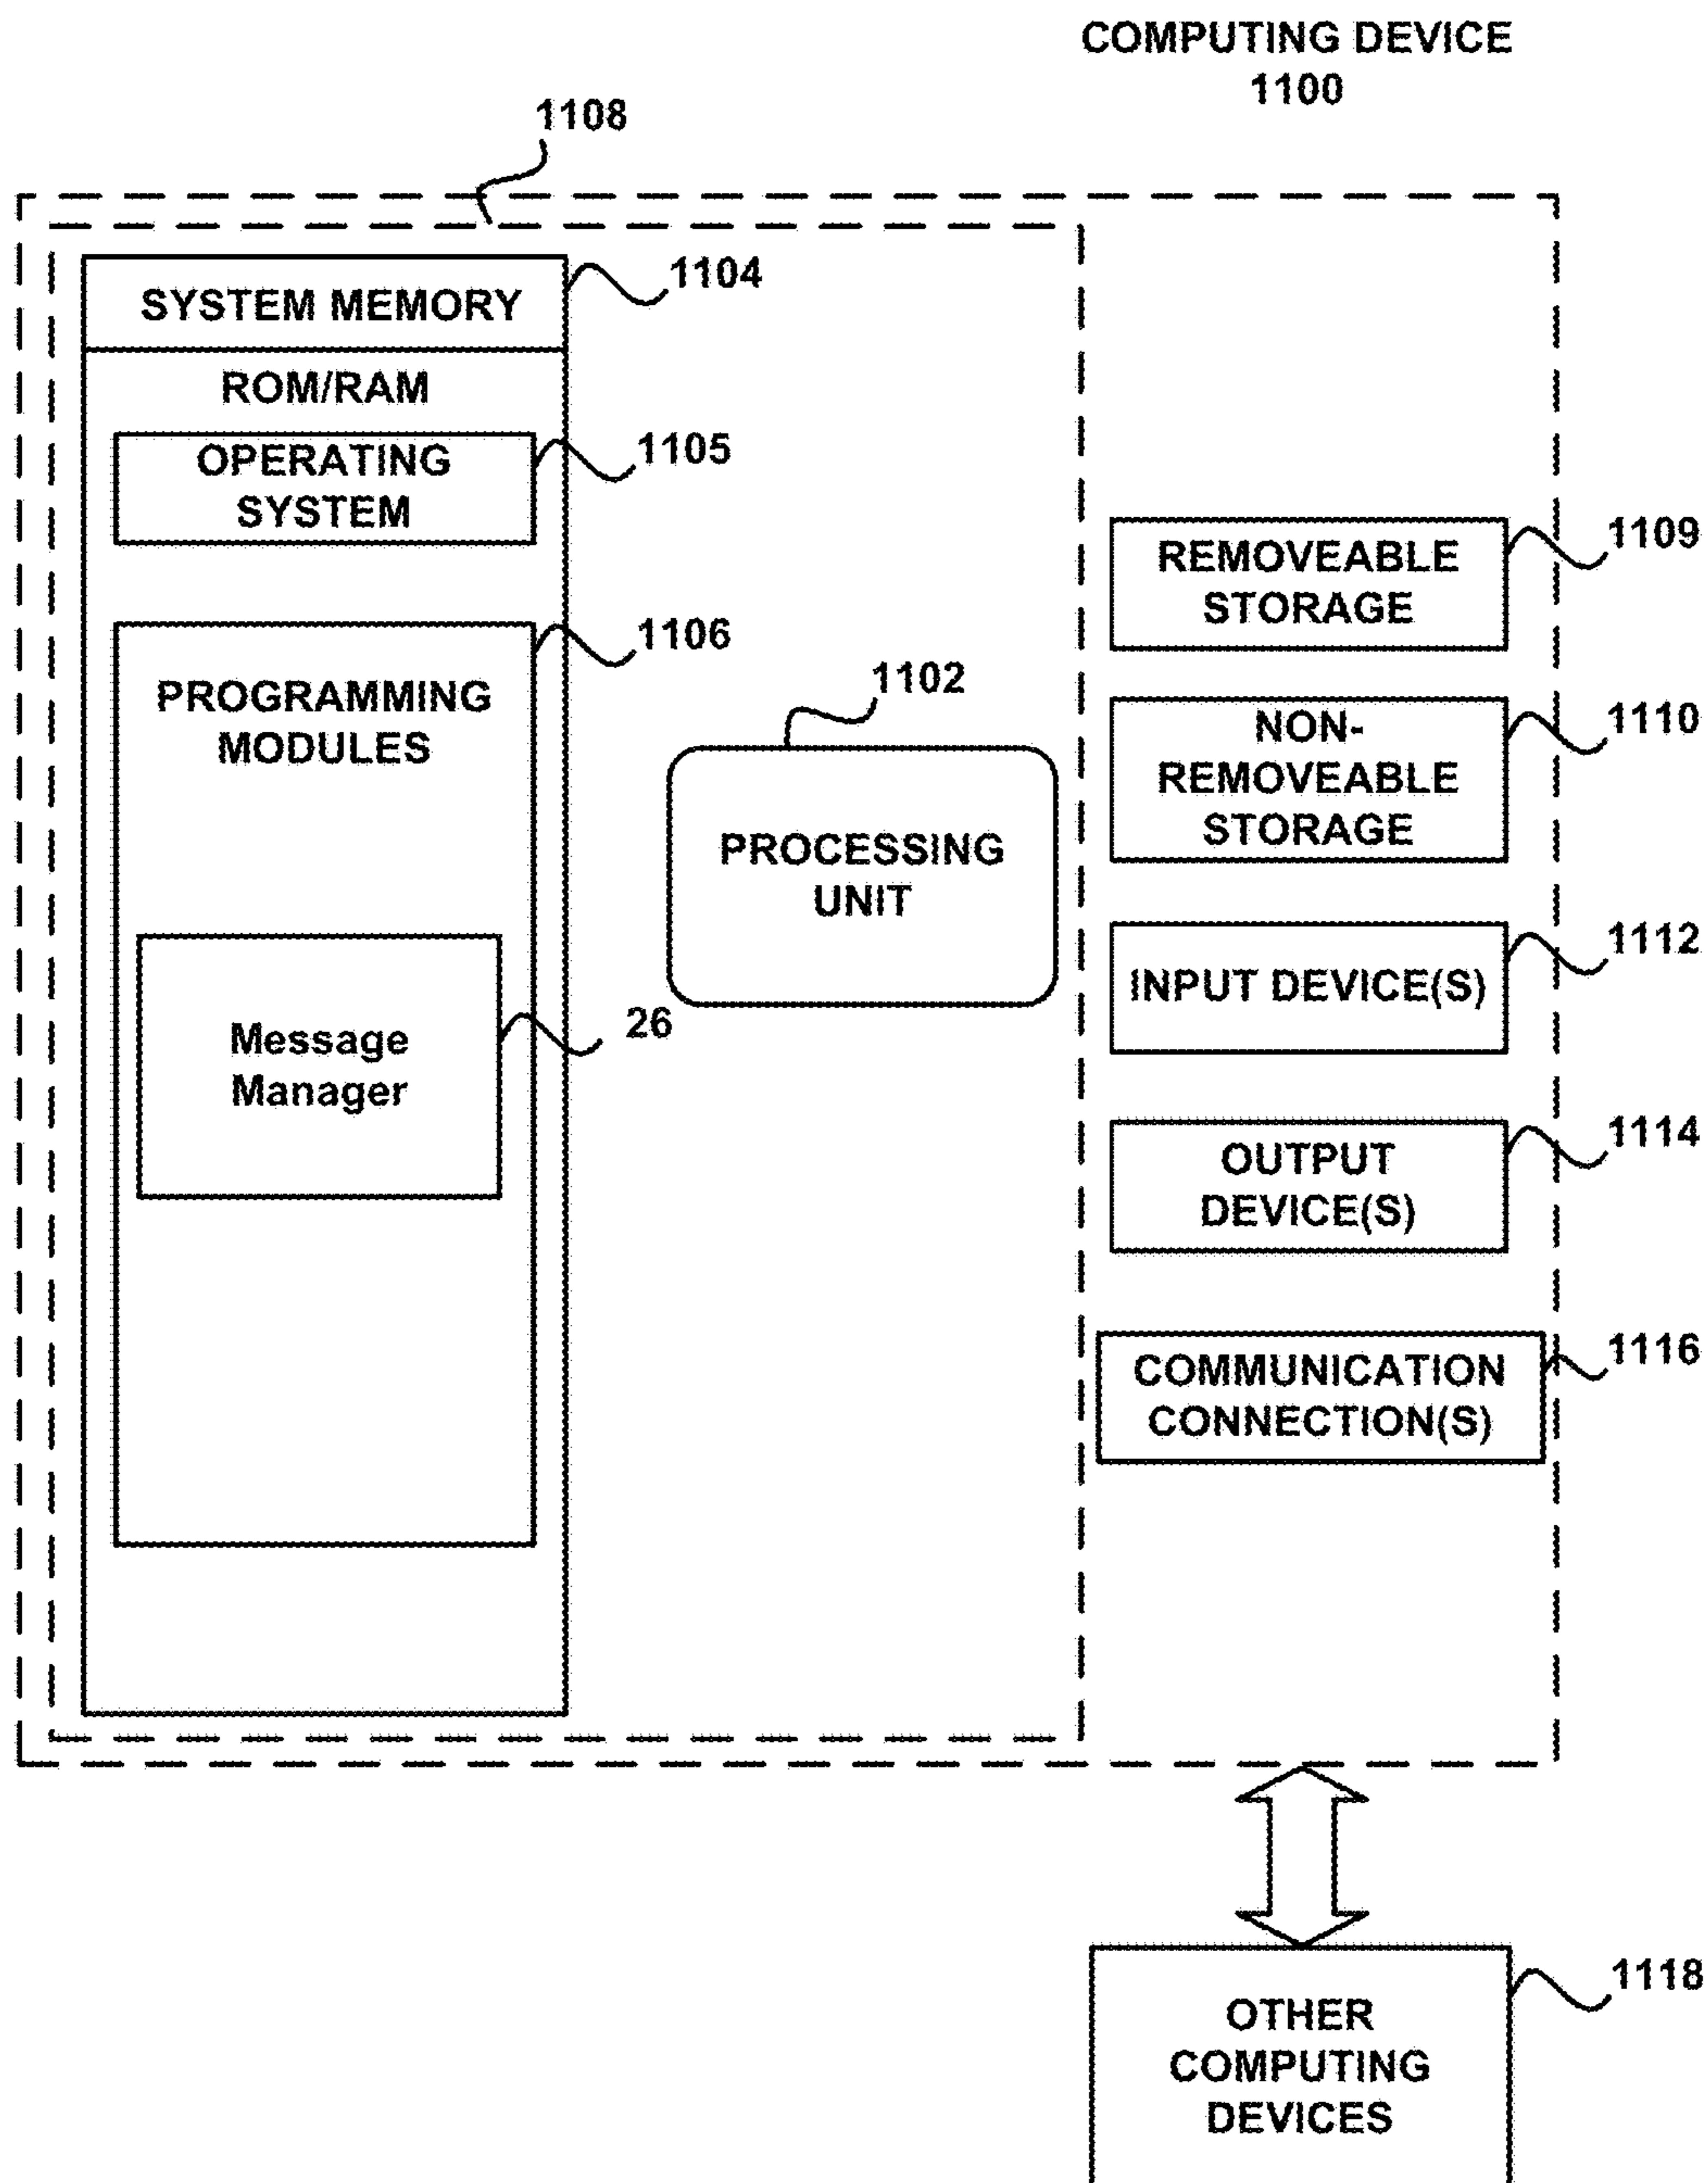 COMPUTING DEVICE
1100
1108
SYSTEM MEMORY
1104
ROM/RAM
OPERATING
SYSTEM
1105
PROGRAMMING
MODULES
1106
Message
Manager
26
1102
PROCESSING
UNIT
REMOVEABLE
STORAGE
1109
NON-
REMOVEABLE
STORAGE
1110
INPUT DEVICE(S)
1112
OUTPUT
DEVICE(S)
1114
COMMUNICATION
CONNECTION(S)
1116
OTHER
COMPUTING
DEVICES
1118